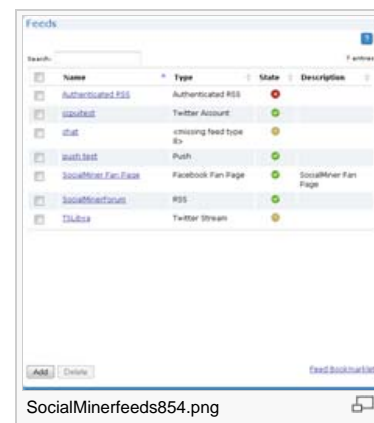 Feeds
?
Search:
7 entries
Name Type State Description
Authenticated RSS Authenticated RSS
ccpuitest Twitter Account
chat <missing feed type
8>
push test Push
SocialMiner Fan Page Facebook Fan Page SocialMiner Fan
Page
SocialMinerforum RSS
Twitter Stream
Add Delete Feed Bookmarklet
SocialMinerfeeds854.png